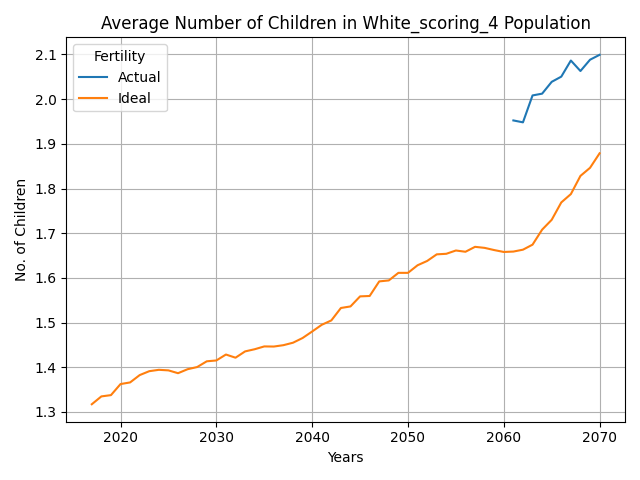 Average Number of Children in White_scoring_4 Population
Fertility
Actual
Ideal
2.1
2.0
1.9
1.8
1.7
1.6
1.5
1.4
1.3
No. of Children
2020 2030 2040 2050 2060 2070
Years